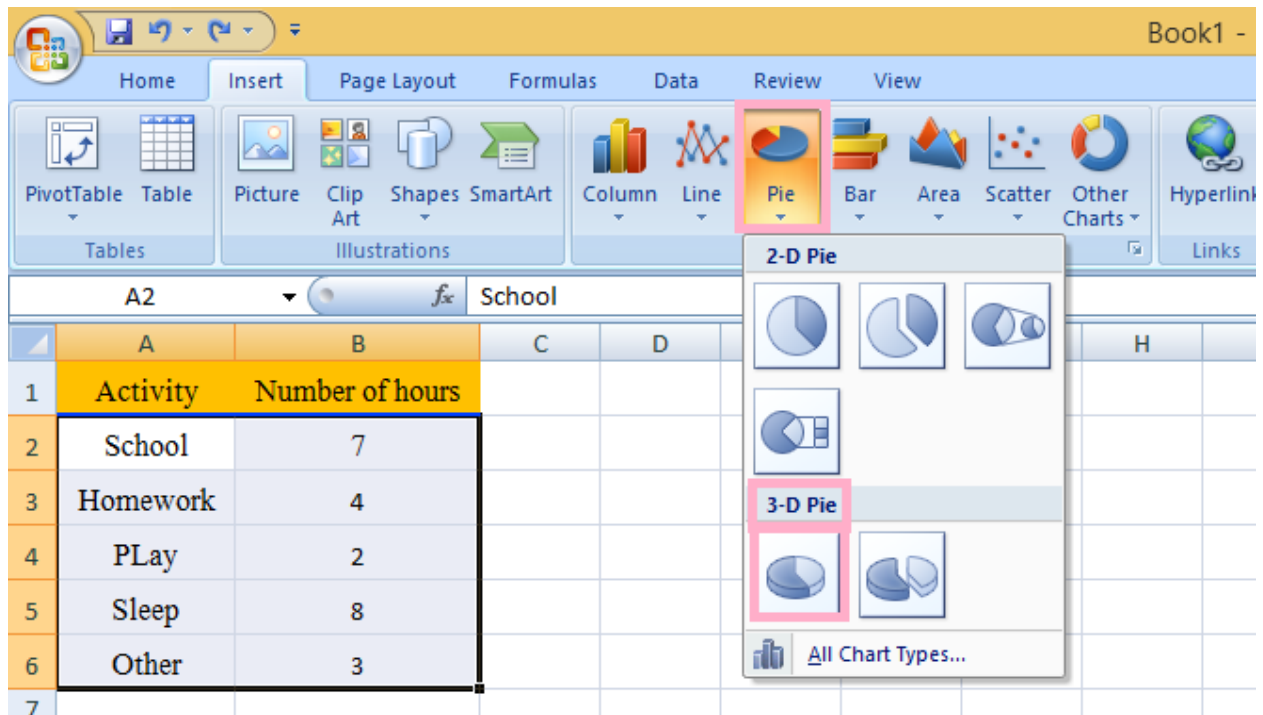 Book1 -
Home Insert Page Layout Formulas Data Review View
PivotTable Table Picture Clip Art Shapes SmartArt Column Line Pie Bar Area Scatter Other Charts Hyperlink
Tables Illustrations Links
A2 fx School
2-D Pie
A B C D H
1 Activity Number of hours
2 School 7
3 Homework 4
3-D Pie
4 PLay 2
5 Sleep 8
6 Other 3
All Chart Types...
7